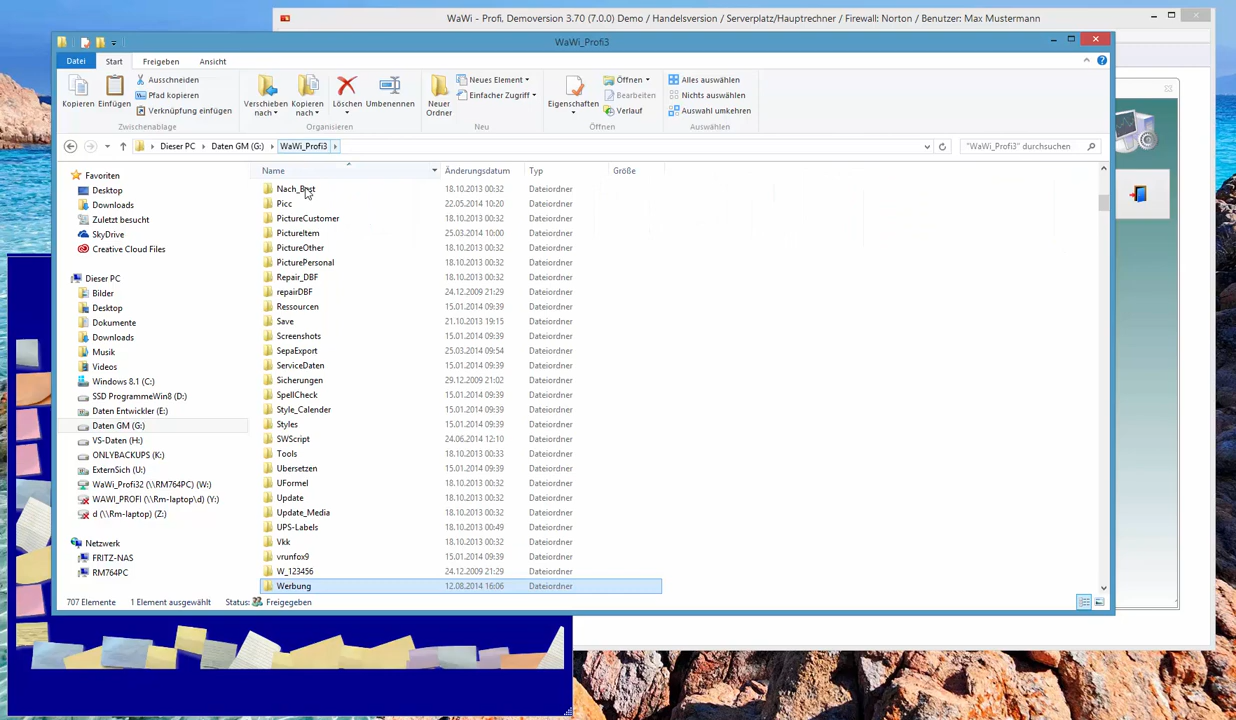 WaWi - Profi, Demoversion 3.70 (7.0.0) Demo / Handelsversion / Serverplatz/Hauptrechner / Firewall: Norton / Benutzer: Max Mustermann
WaWi_Profi3
Datei Start Freigeben Ansicht
Kopieren
Einfügen
Ausschneiden
Pfad kopieren
Verknüpfung einfügen
Zwischenablage
Verschieben nach
Kopieren nach
Löschen
Umbenennen
Organisieren
Neuer Ordner
Neues Element
Einfacher Zugriff
Neu
Eigenschaften
Öffnen
Bearbeiten
Verlauf
Öffnen
Alles auswählen
Nichts auswählen
Auswahl umkehren
Auswählen
Dieser PC Daten GM (G:) WaWi_Profi3
"WaWi_Profi3" durchsuchen
Favoriten
Desktop
Downloads
Zuletzt besucht
SkyDrive
Creative Cloud Files
Dieser PC
Bilder
Desktop
Dokumente
Downloads
Musik
Videos
Windows 8.1 (C:)
SSD ProgrammeWin8 (D:)
Daten Entwickler (E:)
Daten GM (G:)
VS-Daten (H:)
ONLYBACKUPS (K:)
ExternSich (U:)
WaWi_Profi32 (\\RM764PC) (W:)
WAWI_PROFI (\\Rm-laptop\d) (Y:)
d (\\Rm-laptop) (Z:)
Netzwerk
FRITZ-NAS
RM764PC
Name Änderungsdatum Typ Größe
Nach_Best 18.10.2013 00:32 Dateiordner
Picc 22.05.2014 10:20 Dateiordner
PictureCustomer 18.10.2013 00:32 Dateiordner
PictureItem 25.03.2014 10:00 Dateiordner
PictureOther 18.10.2013 00:32 Dateiordner
PicturePersonal 18.10.2013 00:32 Dateiordner
Repair_DBF 18.10.2013 00:32 Dateiordner
repairDBF 24.12.2009 21:29 Dateiordner
Ressourcen 15.01.2014 09:39 Dateiordner
Save 21.10.2013 19:15 Dateiordner
Screenshots 15.01.2014 09:39 Dateiordner
SepaExport 25.03.2014 09:54 Dateiordner
ServiceDaten 15.01.2014 09:39 Dateiordner
Sicherungen 29.12.2009 21:02 Dateiordner
SpellCheck 15.01.2014 09:39 Dateiordner
Style_Calender 15.01.2014 09:39 Dateiordner
Styles 15.01.2014 09:39 Dateiordner
SWScript 24.06.2014 12:10 Dateiordner
Tools 18.10.2013 00:33 Dateiordner
Ubersetzen 15.01.2014 09:39 Dateiordner
UFormel 18.10.2013 00:32 Dateiordner
Update 18.10.2013 00:32 Dateiordner
Update_Media 18.10.2013 00:32 Dateiordner
UPS-Labels 18.10.2013 00:49 Dateiordner
Vkk 18.10.2013 00:32 Dateiordner
vrunfox9 15.01.2014 09:39 Dateiordner
W_123456 24.12.2009 21:29 Dateiordner
Werbung 12.08.2014 16:06 Dateiordner
707 Elemente 1 Element ausgewählt Status: Freigegeben